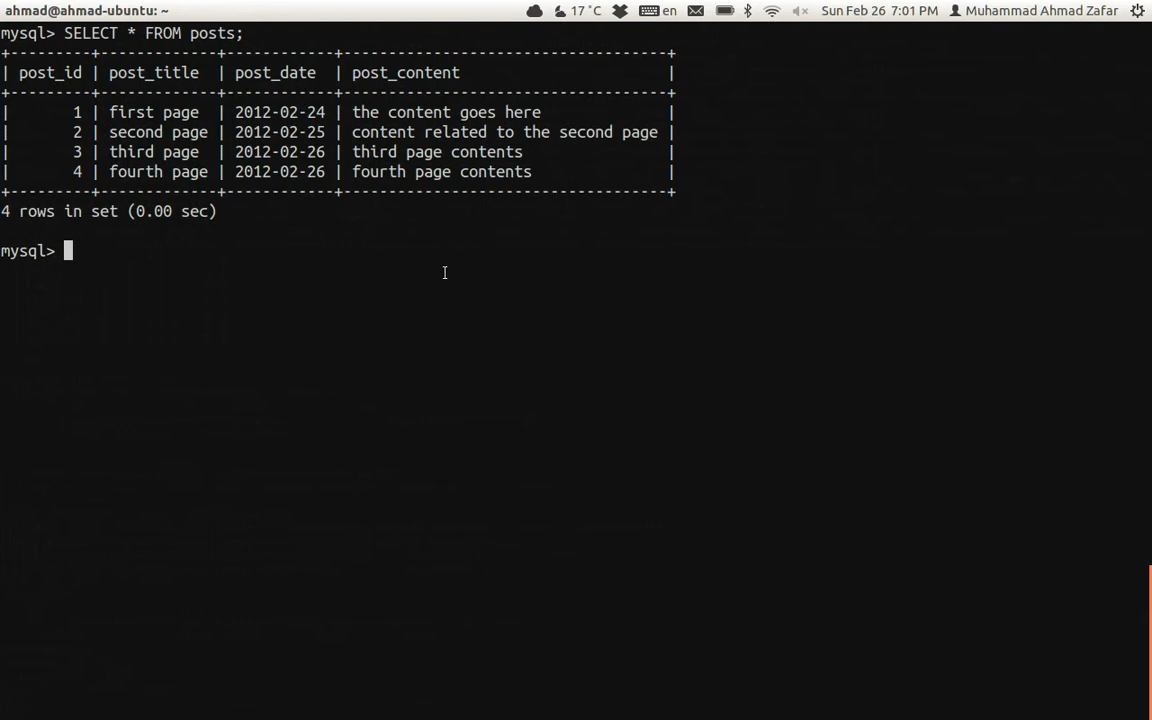 ahmad@ahmad-ubuntu: ~ 17 °C en Sun Feb 26 7:01 PM Muhammad Ahmad Zafar
mysql> SELECT * FROM posts;
+---------+-------------+------------+------------------------------------+
| post_id | post_title  | post_date  | post_content                       |
+---------+-------------+------------+------------------------------------+
|       1 | first page  | 2012-02-24 | the content goes here              |
|       2 | second page | 2012-02-25 | content related to the second page |
|       3 | third page  | 2012-02-26 | third page contents                |
|       4 | fourth page | 2012-02-26 | fourth page contents               |
+---------+-------------+------------+------------------------------------+
4 rows in set (0.00 sec)
mysql>